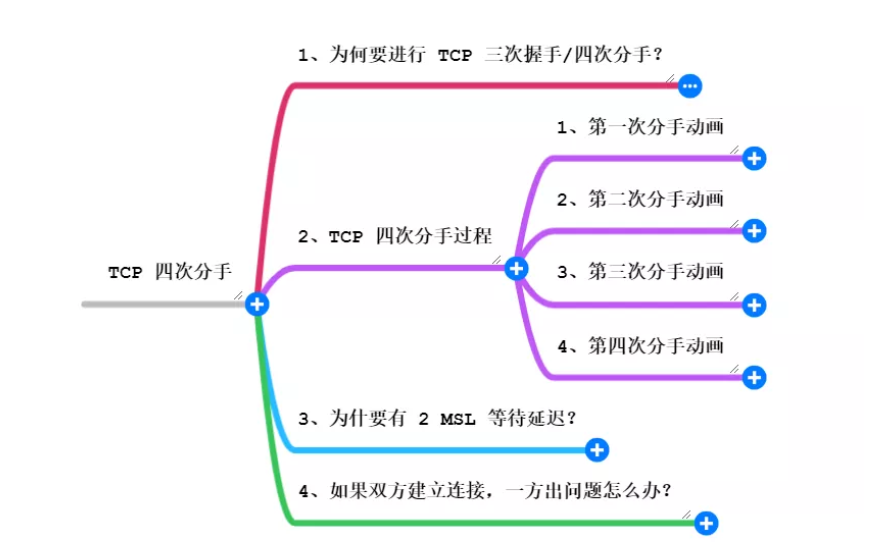 1、为何要进行 TCP 三次握手/四次分手？
1、第一次分手动画
2、第二次分手动画
2、TCP 四次分手过程
TCP 四次分手
3、第三次分手动画
4、第四次分手动画
3、为什要有 2 MSL 等待延迟？
4、如果双方建立连接，一方出问题怎么办？